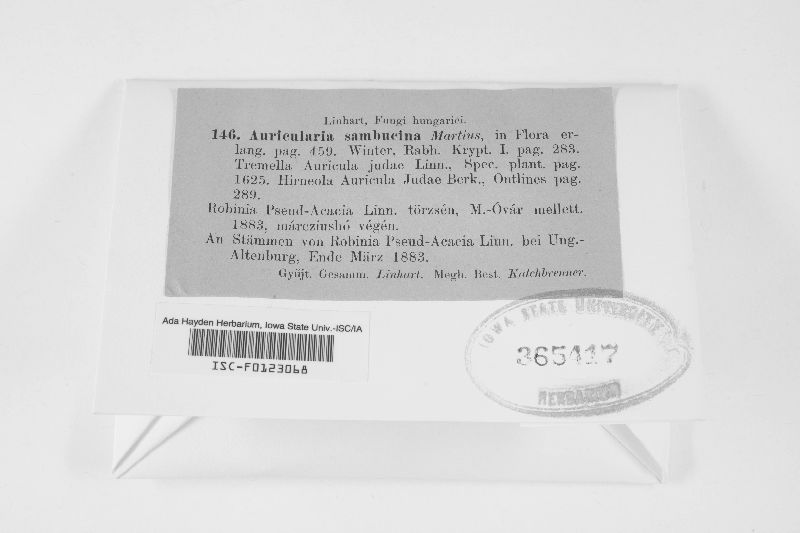 Linhart, Fungi hungarici.
146. Auricularia sambucina Martius, in Flora er-
lang. pag. 459. Winter, Rabh. Krypt. I. pag. 283.
Tremella Auricula judae Linn., Spec. plant. pag.
1625. Hirneola Auricula Judae Berk., Outlines pag.
289.
Robinia Pseud-Acacia Linn. törzsén, M.-Óvár mellett.
1883, márcziushó végén.
An Stämmen von Robinia Pseud-Acacia Linn. bei Ung.-
Altenburg, Ende März 1883.
Gyüjt. Gesamm. Linhart. Megh. Best. Kalchbrenner.
Ada Hayden Herbarium, Iowa State Univ.-ISC/IA
ISC-F0123068
IOWA STATE UNIVERSITY
365417
HERBARIUM